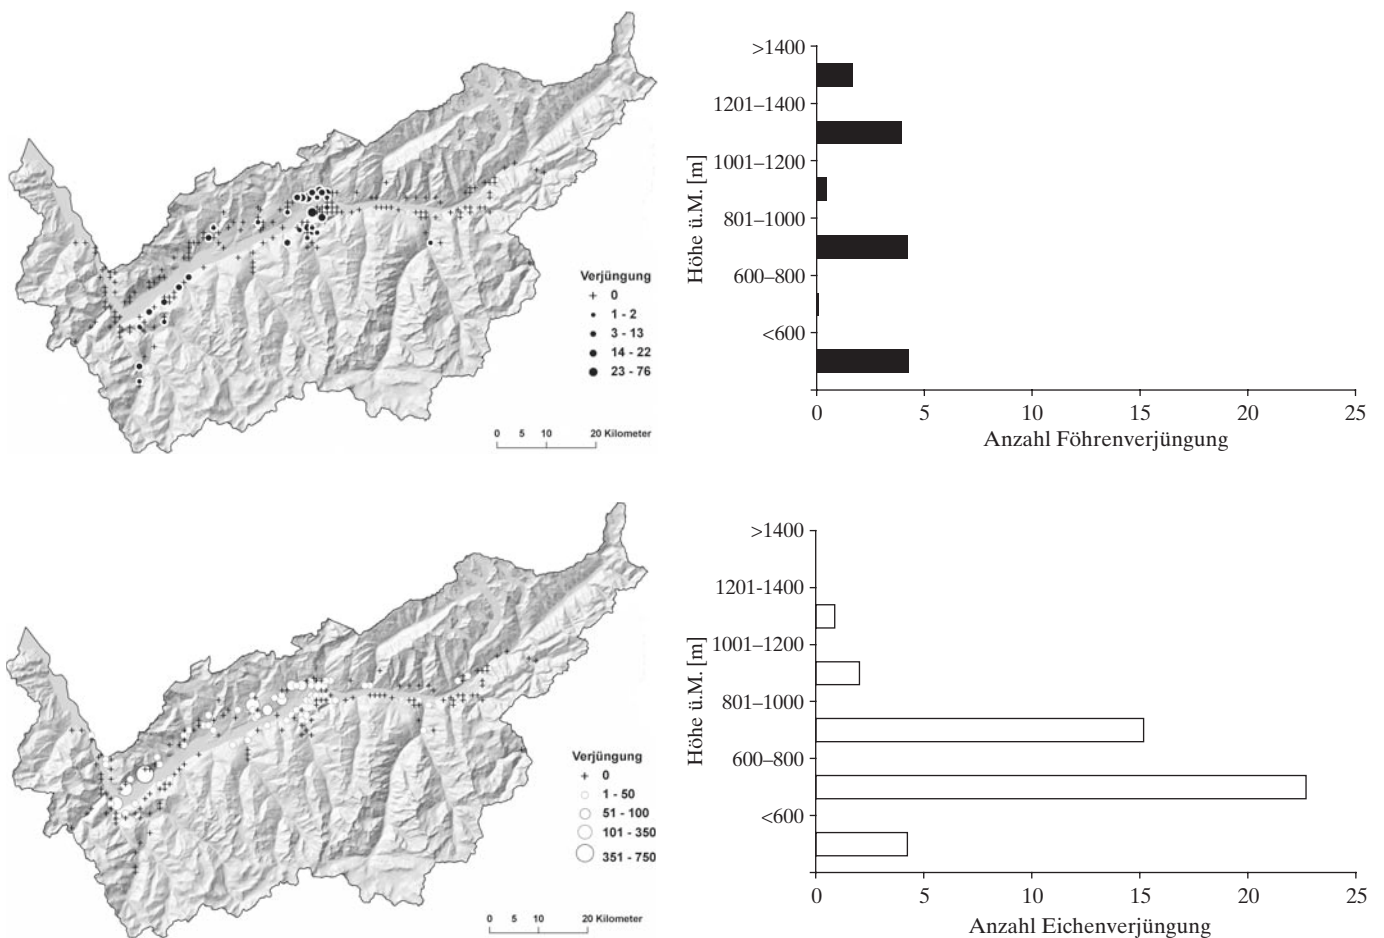 Verjüngung
+ 0
1 - 2
3 - 13
14 - 22
23 - 76
0 5 10 20 Kilometer
Höhe ü.M. [m]
>1400
1201–1400
1001–1200
801–1000
600–800
<600
0 5 10 15 20 25
Anzahl Föhrenverjüngung
Verjüngung
+ 0
1 - 50
51 - 100
101 - 350
351 - 750
0 5 10 20 Kilometer
Höhe ü.M. [m]
>1400
1201-1400
1001–1200
801–1000
600–800
<600
0 5 10 15 20 25
Anzahl Eichenverjüngung